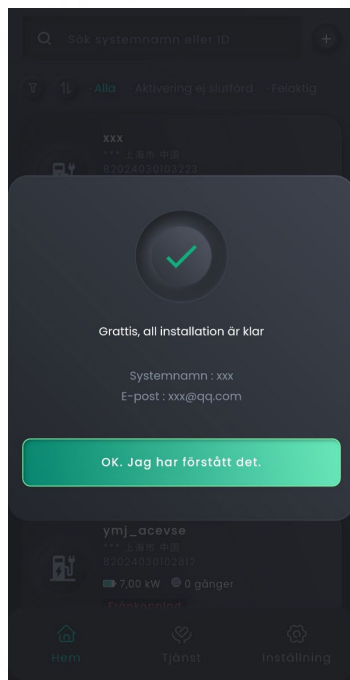 Sök systemnamn eller ID
Alla Aktivering ej slutförd Felaktig
xxx
*** 上海市 中国
82024030103223
Grattis, all installation är klar
Systemnamn : xxx
E-post : xxx@qq.com
OK. Jag har förstått det.
ymj_acevse
*** 上海市 中国
82024030102812
7,00 kW 0 gånger
Frånkopplad
Hem Tjänst Inställning